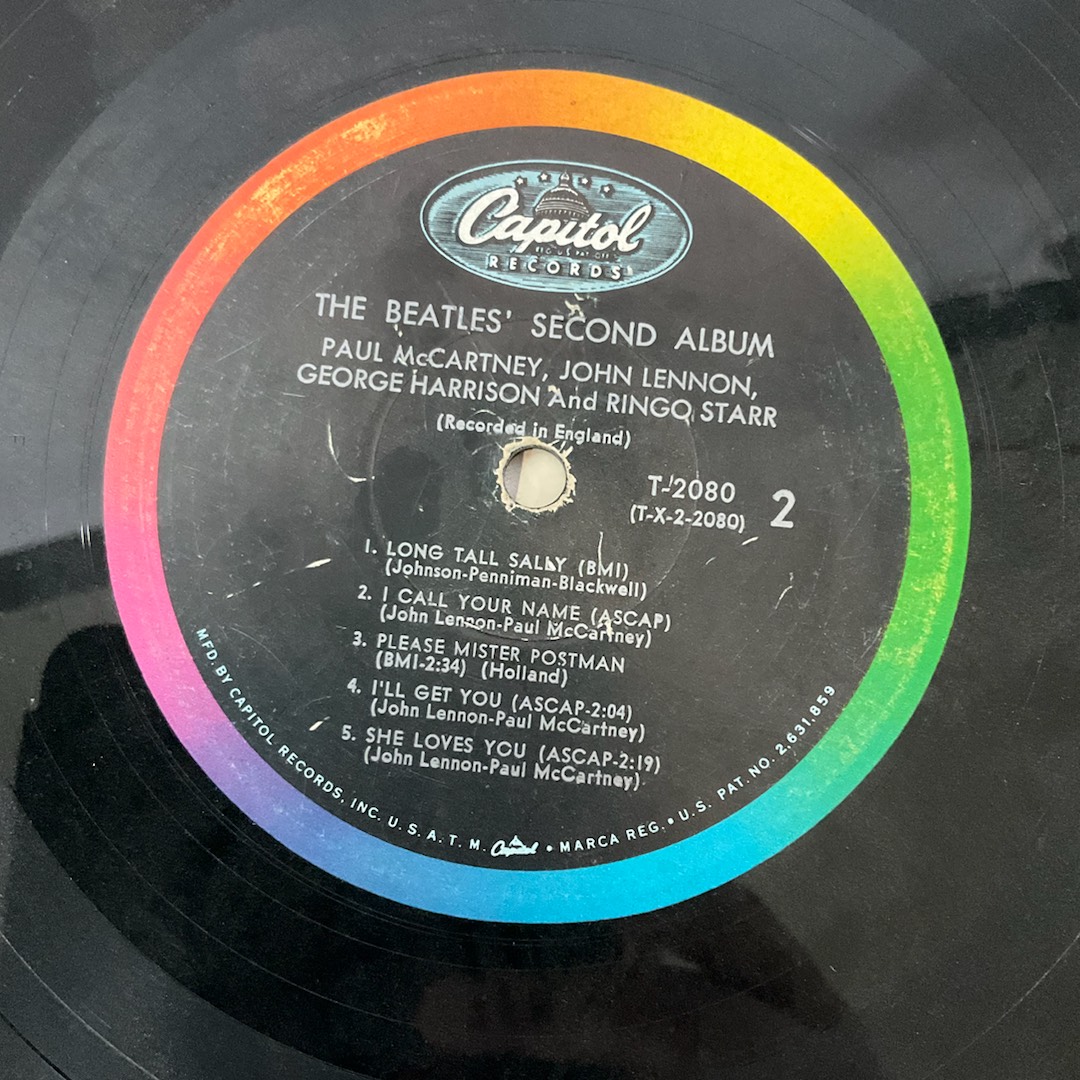 Capitol
RECORDS
THE BEATLES' SECOND ALBUM
PAUL McCARTNEY, JOHN LENNON,
GEORGE HARRISON And RINGO STARR
(Recorded in England)
T-2080 2
(T-X-2-2080)
1. LONG TALL SALLY (BMI)
(Johnson-Penniman-Blackwell)
2. I CALL YOUR NAME (ASCAP)
(John Lennon-Paul McCartney)
3. PLEASE MISTER POSTMAN
(BMI-2:34) (Holland)
4. I'LL GET YOU (ASCAP-2:04)
(John Lennon-Paul McCartney)
5. SHE LOVES YOU (ASCAP-2:19)
(John Lennon-Paul McCartney)
MFD. BY CAPITOL RECORDS, INC. U. S. A. T. M. Capitol • MARCA REG. • U. S. PAT. NO. 2,631,859